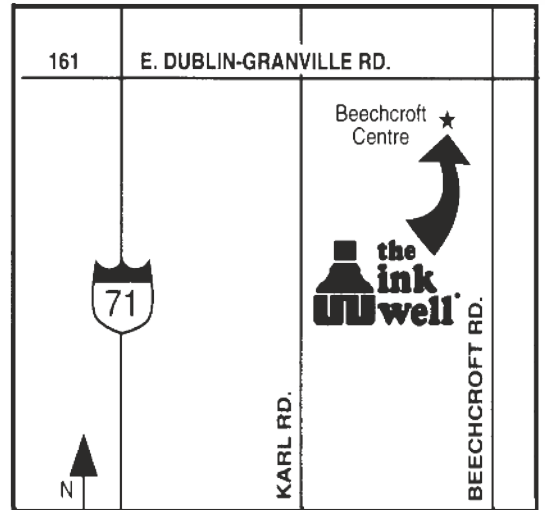 161 E. DUBLIN-GRANVILLE RD.
Beechcroft
Centre
the
ink
well
71
KARL RD.
BEECHCROFT RD.
N